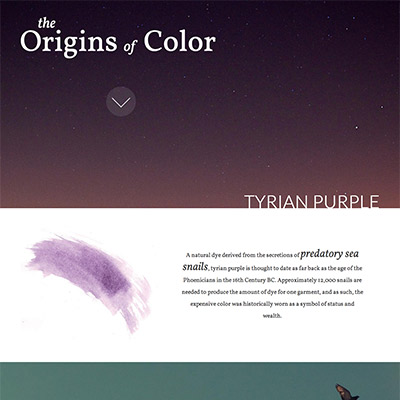 the
Origins of Color
TYRIAN PURPLE
A natural dye derived from the secretions of predatory sea
snails, tyrian purple is thought to date as far back as the age of the
Phoenicians in the 16th Century BC. Approximately 12,000 snails are
needed to produce the amount of dye for one garment, and as such, the
expensive color was historically worn as a symbol of status and
wealth.